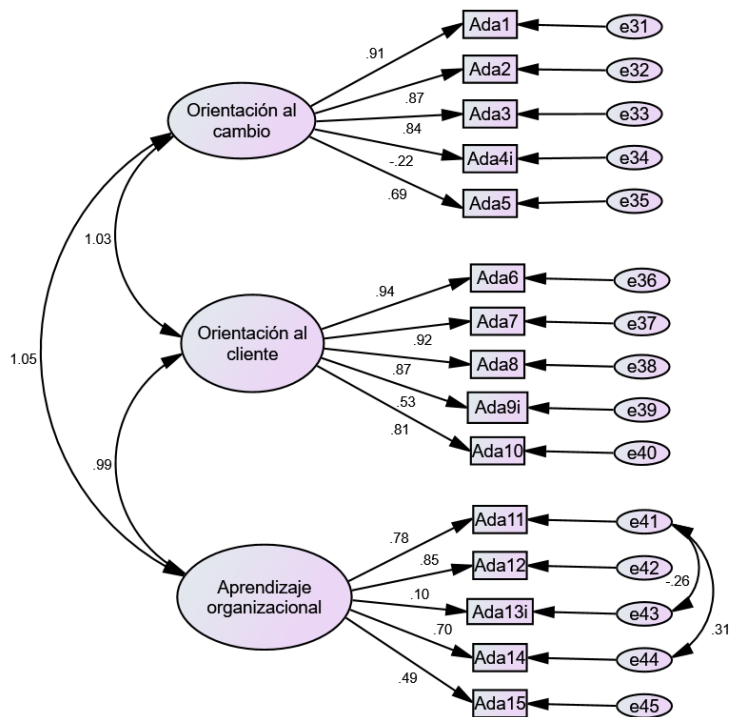 Ada1
e31
.91
Ada2
e32
.87
Orientación al
cambio
Ada3
e33
.84
Ada4i
e34
-.22
.69
Ada5
e35
1.03
Ada6
e36
.94
Ada7
e37
.92
Orientación al
cliente
Ada8
e38
.87
1.05
Ada9i
e39
.53
.81
Ada10
e40
.99
Ada11
e41
.78
Ada12
e42
.85
-.26
Aprendizaje
organizacional
.10
Ada13i
e43
.31
.70
Ada14
e44
.49
Ada15
e45